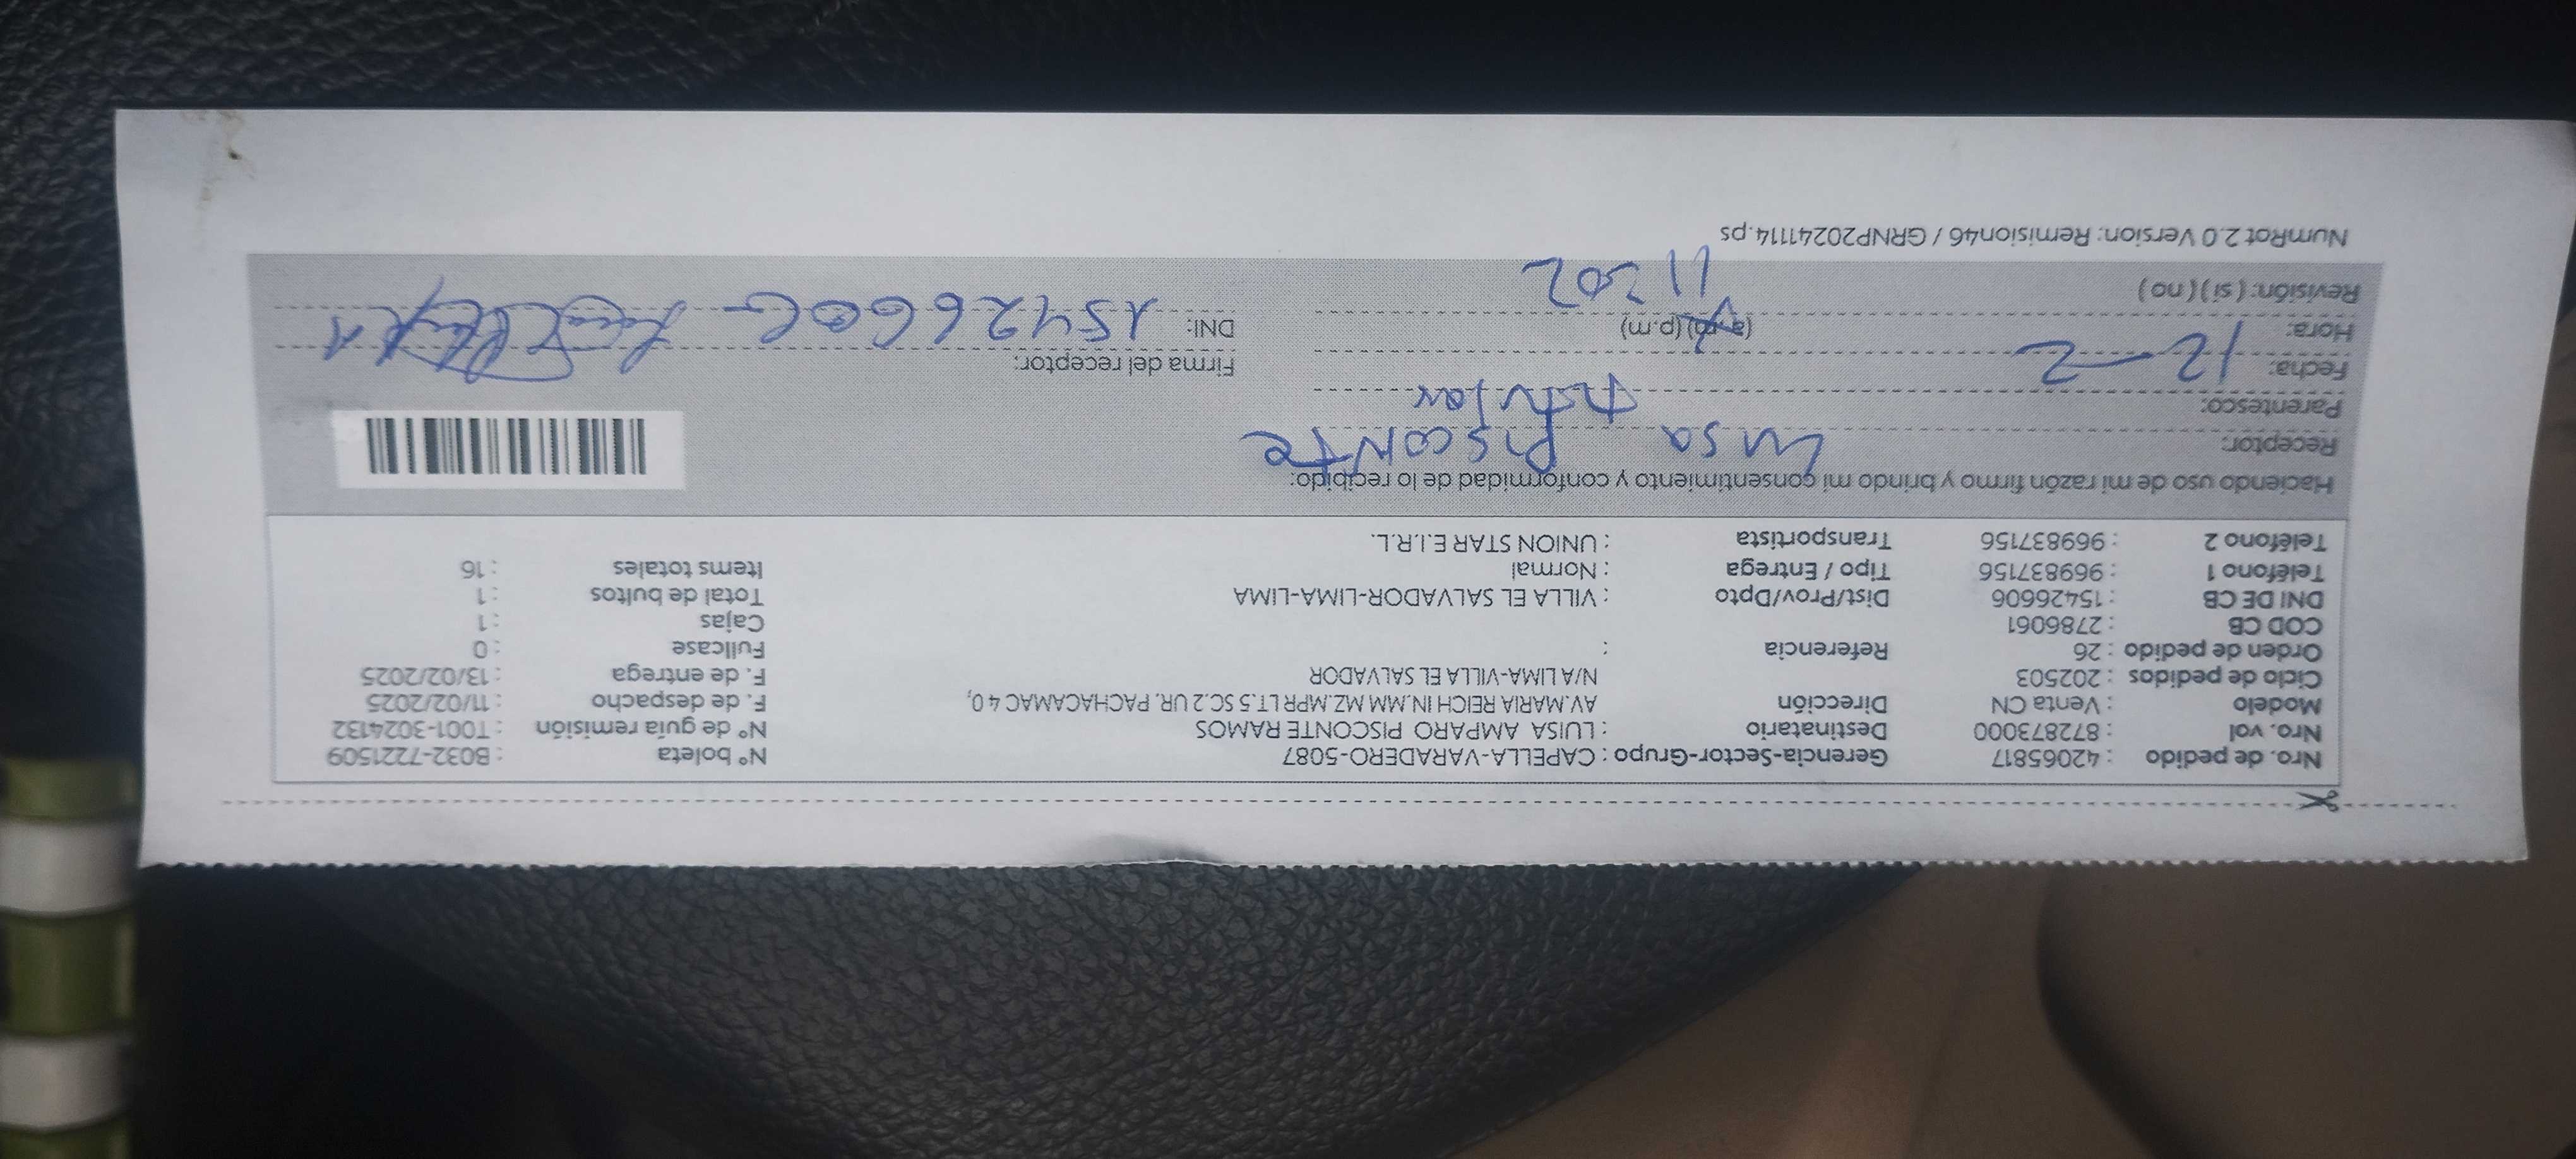 Nro. de pedido : 42065817 Gerencia-Sector-Grupo : CAPELLA-VARADERO-5087 N° boleta : B032-7221509
Nro. vol : 872873000 Destinatario : LUISA AMPARO PISCONTE RAMOS N° de guía remisión : T001-3024132
Modelo : Venta CN Dirección AV.MARIA REICH IN.MM MZ.MPR LT.5 SC.2 UR. PACHACAMAC 4 0, F. de despacho : 11/02/2025
Ciclo de pedidos : 202503 N/A LIMA-VILLA EL SALVADOR F. de entrega : 13/02/2025
Orden de pedido : 26 Referencia : Fullcase : 0
COD CB : 2786061 Cajas : 1
DNI DE CB : 15426606 Dist/Prov/Dpto : VILLA EL SALVADOR-LIMA-LIMA Total de bultos : 1
Teléfono 1 : 969837156 Tipo / Entrega : Normal Items totales : 16
Teléfono 2 : 969837156 Transportista : UNION STAR E.I.R.L.
Haciendo uso de mi razón firmo y brindo mi consentimiento y conformidad de lo recibido:
Receptor: Luisa PISCONTE
Parentesco: titular
Fecha: 12-2 Firma del receptor:
Hora: (a.m) (p.m) DNI: 15426606
Revisión: ( si ) ( no ) 11:02
NumRot 2.0 Version: Remision46 / GRNP20241114.ps